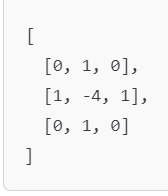 [
[0, 1, 0],
[1, -4, 1],
[0, 1, 0]
]